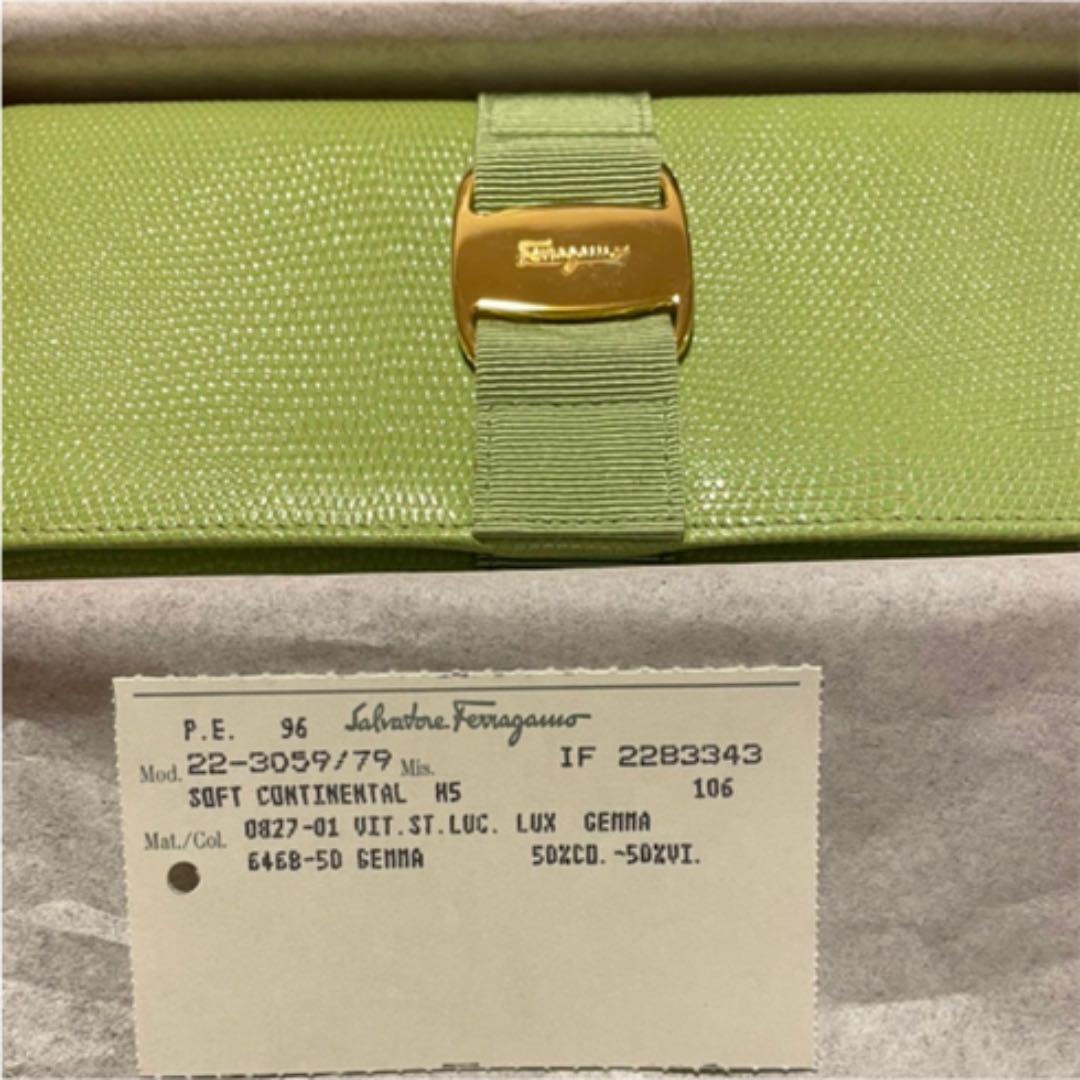 Ferragamo
P.E. 96 Salvatore Ferragamo
Mod. 22-3059/79 Mis. IF 2283343
SOFT CONTINENTAL H5 106
Mat./Col. 0827-01 VIT.ST.LUC. LUX GEMMA
6468-50 GEMMA 50%CO.-50%VI.